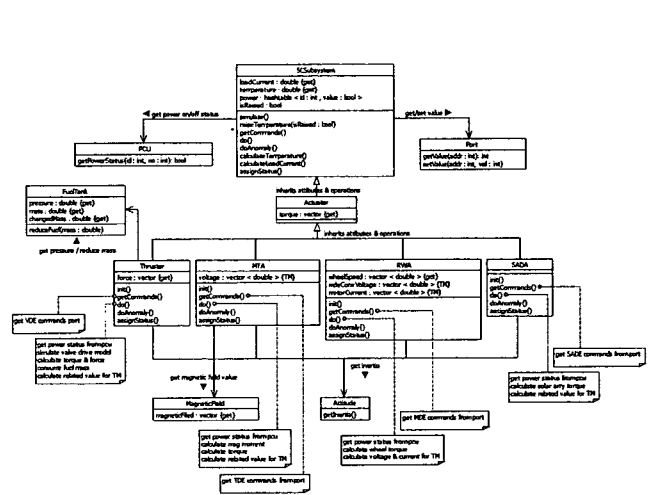 SCSubsystem
loadCurrent : double {get}
temperature : double {get}
power : hashtable < id : int , value : bool >
isRaised : bool
simulate()
raiseTemperature(isRaised : bool)
getCommands()
do()
doAnomaly()
calculateTemperature()
calculateLoadCurrent()
assignStatus()
get power on/off status
get/set value
PCU
getPowerStatus(id : int, no : int) : bool
Port
getValue(addr : int): int
setValue(addr : int, val : int)
inherits attributes & operations
Actuator
torque : vector {get}
inherits attributes & operations
FuelTank
pressure : double {get}
mass : double {get}
changedMass : double {get}
reduceFuel(mass : double)
get pressure / reduce mass
Thruster
force : vector {get}
init()
getCommands()
do()
doAnomaly()
assignStatus()
MTA
voltage : vector < double > {TM}
init()
getCommands()
do()
doAnomaly()
assignStatus()
RWA
wheelSpeed : vector < double > {get}
mdeConvVoltage : vector < double > {TM}
motorCurrent : vector < double > {TM}
init()
getCommands()
do()
doAnomaly()
assignStatus()
SADA
init()
getCommands()
do()
doAnomaly()
assignStatus()
get VDE commands port
power status from pcu
simulate valve drive model
calculate torque & force
consume fuel mass
calculate related value for TM
get SADE commands from port
get power status from pcu
calculate solar arry torque
calculate related value for TM
get magnetic field value
get inertia
MagneticField
magneticFiled : vector {get}
Attitude
getInertia()
get MDE commands from port
get power status from pcu
calculate mag moment
calculate torque
calculate related value for TM
get power status from pcu
calculate wheel torque
calculate voltage & current for TM
get TDE commands from port